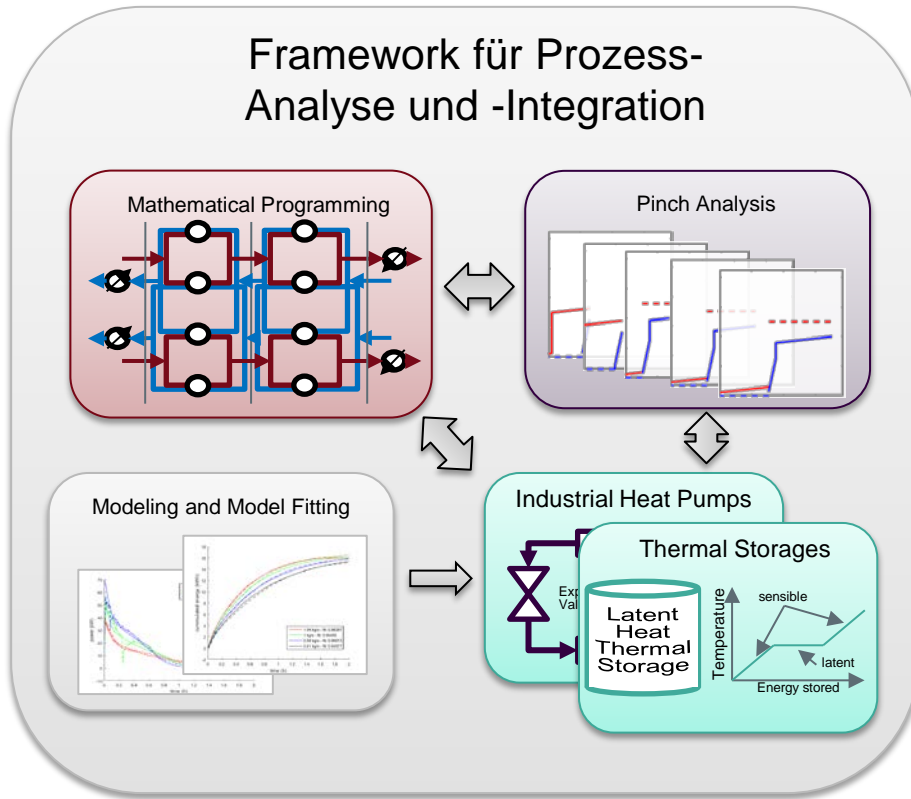 Framework für Prozess-
Analyse und -Integration
Mathematical Programming
Pinch Analysis
Modeling and Model Fitting
Industrial Heat Pumps
Thermal Storages
Latent
Heat
Thermal
Storage
Temperature
sensible
latent
Energy stored
time (h)